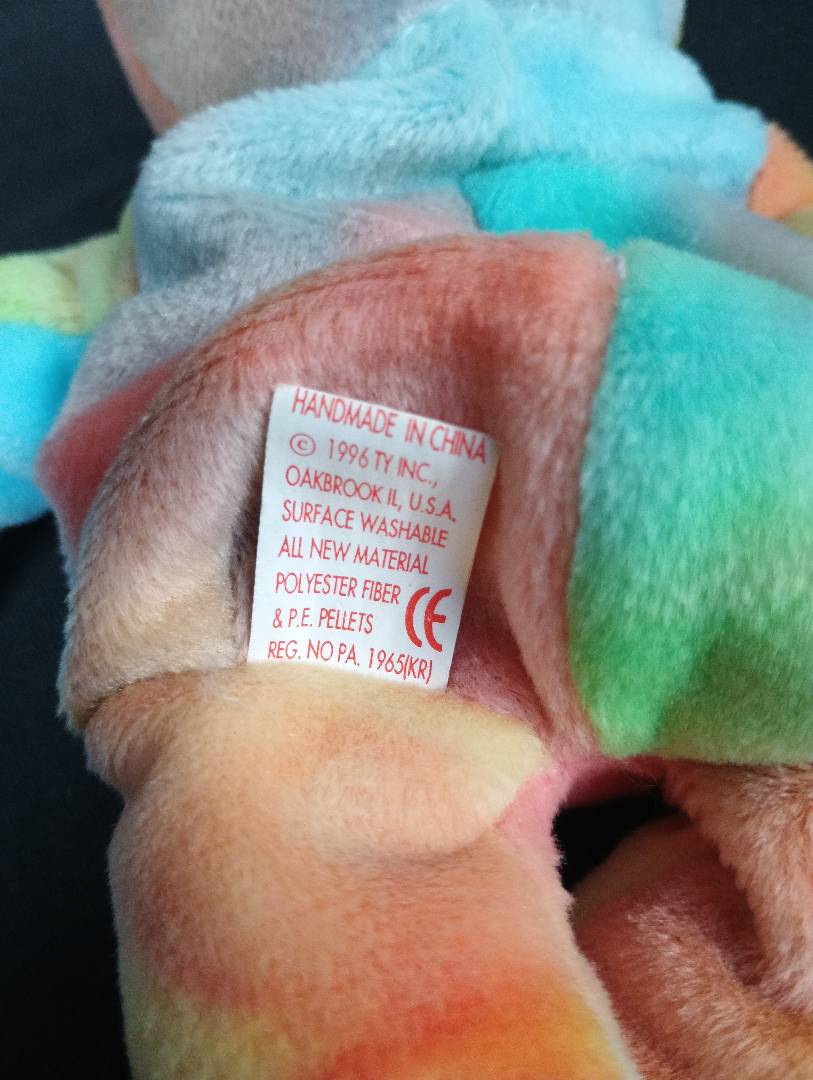 HANDMADE IN CHINA
© 1996 TY INC.,
OAKBROOK IL, U.S.A.
SURFACE WASHABLE
ALL NEW MATERIAL
POLYESTER FIBER
& P.E. PELLETS CE
REG. NO PA. 1965(KR)